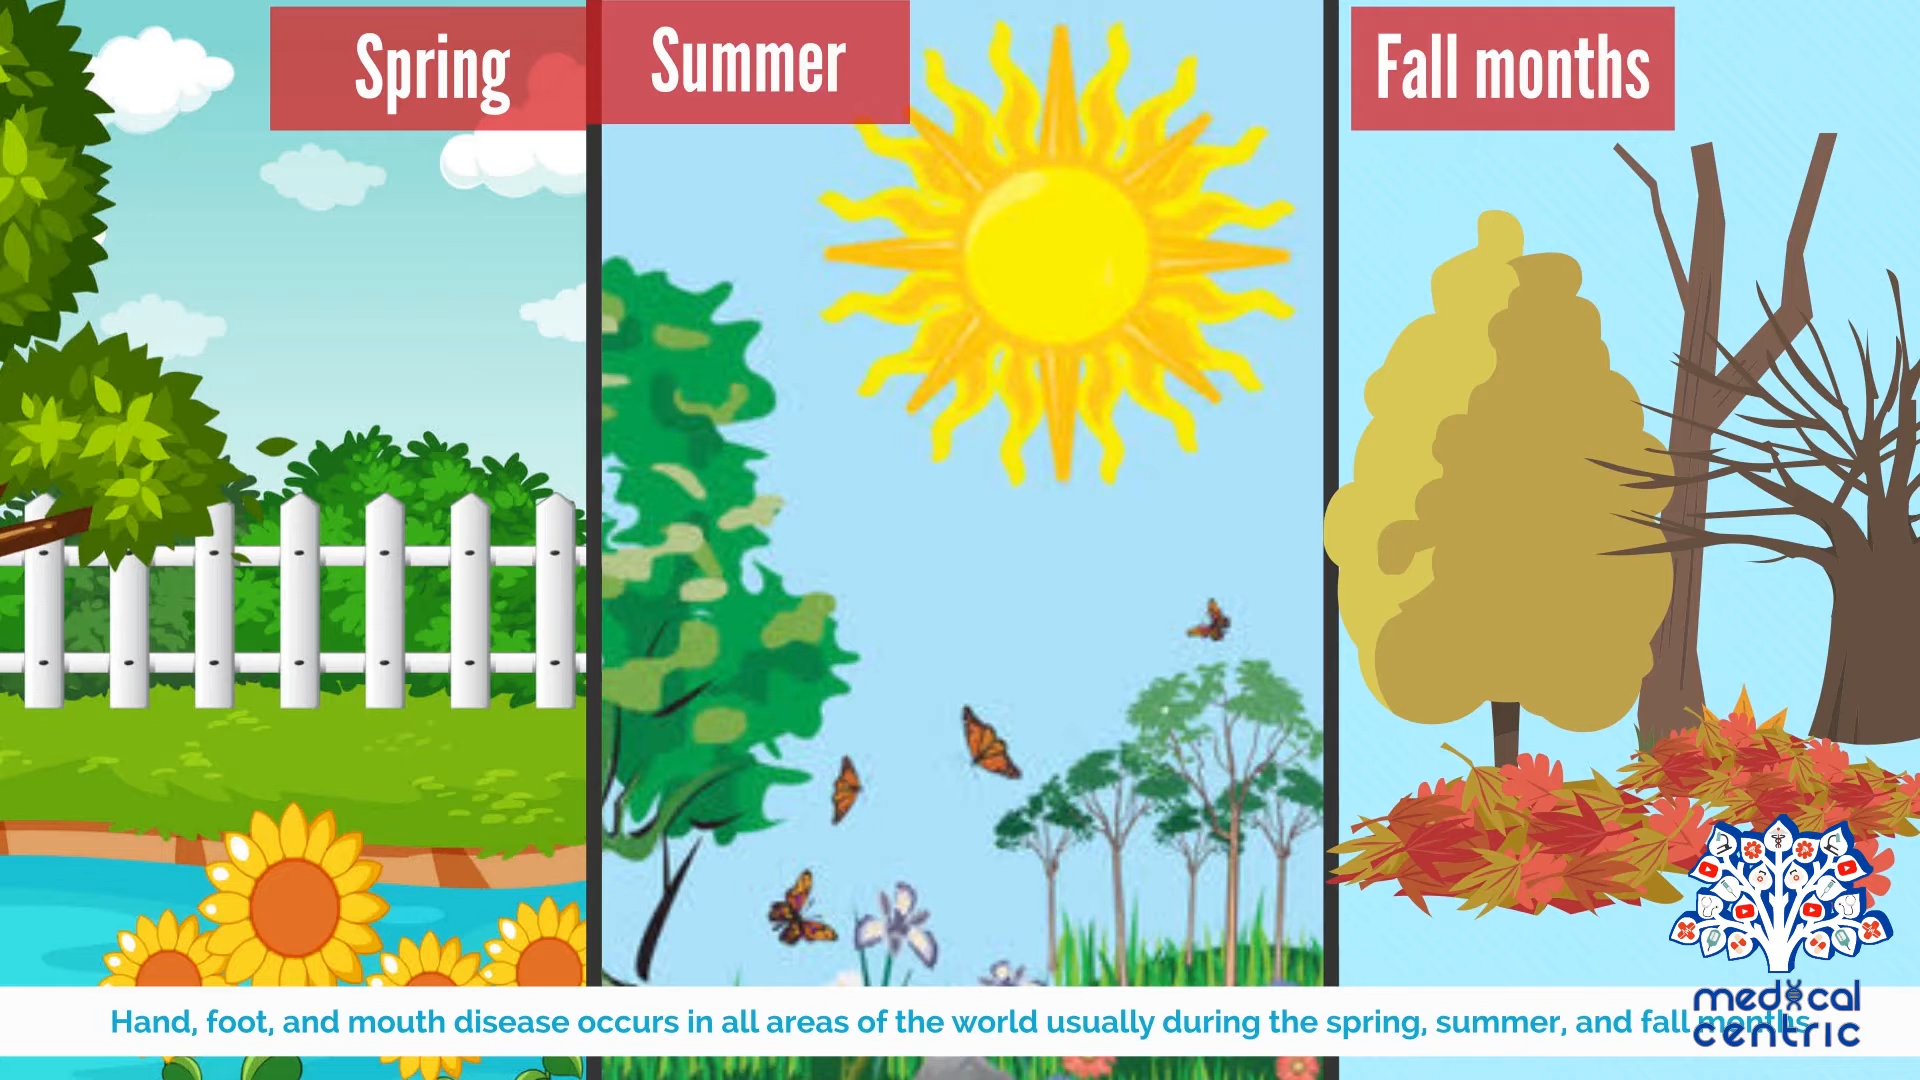 Spring
Summer
Fall months
Hand, foot, and mouth disease occurs in all areas of the world usually during the spring, summer, and fall months
medical
centric